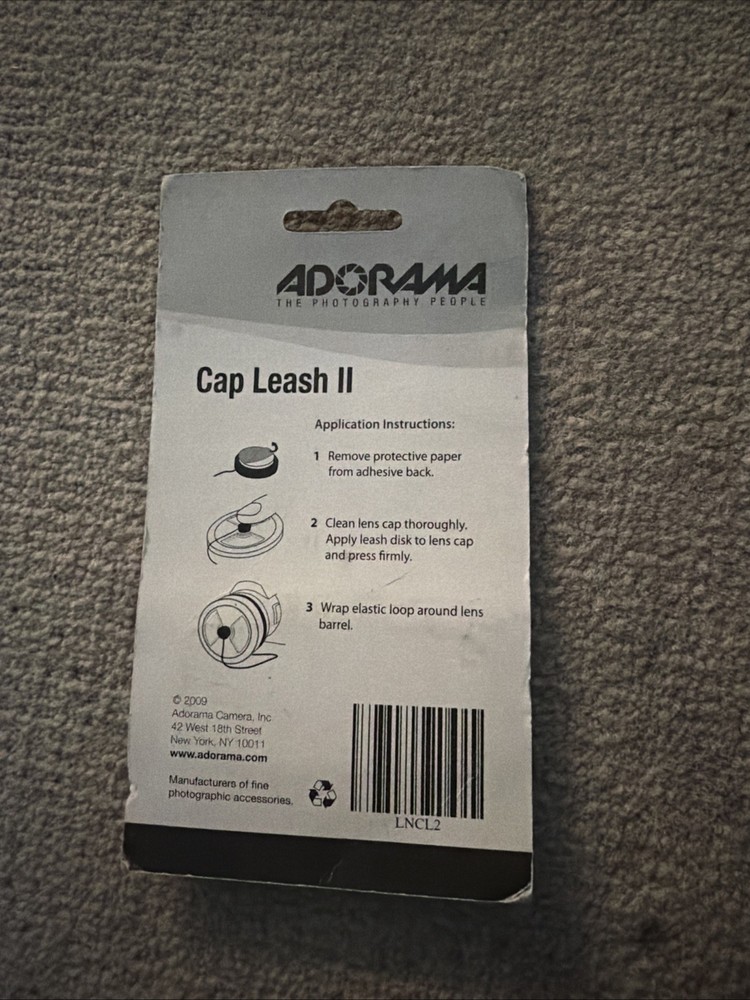 ADORAMA
THE PHOTOGRAPHY PEOPLE
Cap Leash II
Application Instructions:
1 Remove protective paper
from adhesive back.
2 Clean lens cap thoroughly.
Apply leash disk to lens cap
and press firmly.
3 Wrap elastic loop around lens
barrel.
© 2009
Adorama Camera, Inc
42 West 18th Street
New York, NY 10011
www.adorama.com
Manufacturers of fine
photographic accessories.
LNCL2